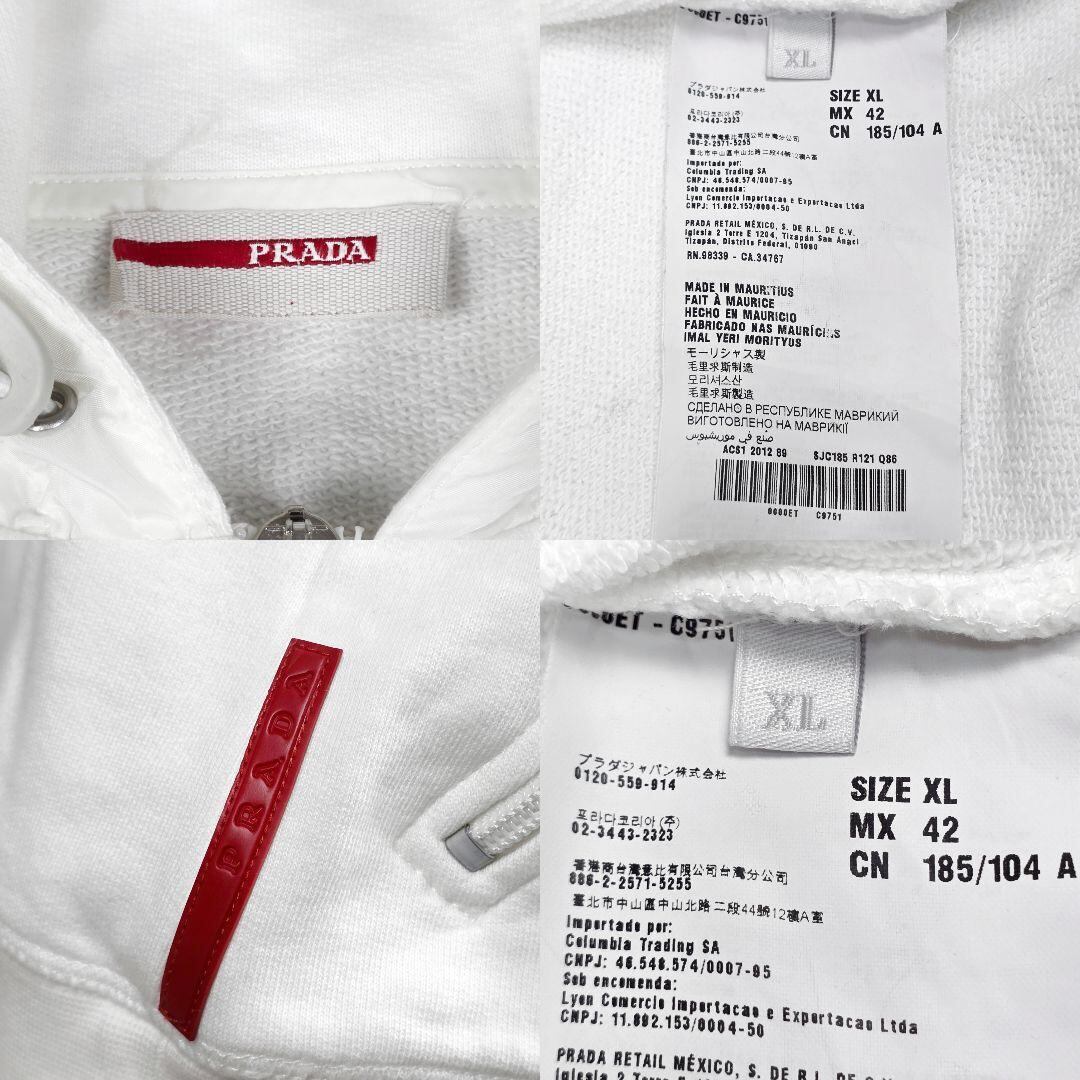 PRADA
XL
プラダジャパン株式会社
0120-559-914
프라다코리아(주)
02-3443-2323
香港商台灣意比有限公司台灣分公司
886-2-2571-5255
臺北市中山區中山北路二段44號12樓A室
Importado por:
Columbia Trading SA
CNPJ: 46.548.574/0007-95
Sob encomenda:
Lyon Comercio Importacao e Exportacao Ltda
CNPJ: 11.892.153/0004-50
PRADA RETAIL MÉXICO, S. DE R.L. DE C.V.
Iglesia 2 Torre E 1204, Tizapán San Ángel
Tizapán, Distrito Federal, 01090
RN.98339 - CA.34767
SIZE XL
MX 42
CN 185/104 A
MADE IN MAURITIUS
FAIT À MAURICE
HECHO EN MAURICIO
FABRICADO NAS MAURÍCIAS
IMAL YERI MORITYUS
モーリシャス製
毛里求斯制造
모리셔스산
毛里求斯製造
СДЕЛАНО В РЕСПУБЛИКЕ МАВРИКИЙ
ВИГОТОВЛЕНО НА МАВРИКІЇ
صنع في موريشيوس
ACS1 2012 89 SJC185 R121 Q86
0000ET C9751
PRADA
ET - C9751
XL
プラダジャパン株式会社
0120-559-914
프라다코리아(주)
02-3443-2323
香港商台灣意比有限公司台灣分公司
886-2-2571-5255
臺北市中山區中山北路二段44號12樓A室
Importado por:
Columbia Trading SA
CNPJ: 46.548.574/0007-95
Sob encomenda:
Lyon Comercio Importacao e Exportacao Ltda
CNPJ: 11.892.153/0004-50
PRADA RETAIL MÉXICO, S. DE R.L. DE C.V.
SIZE XL
MX 42
CN 185/104 A